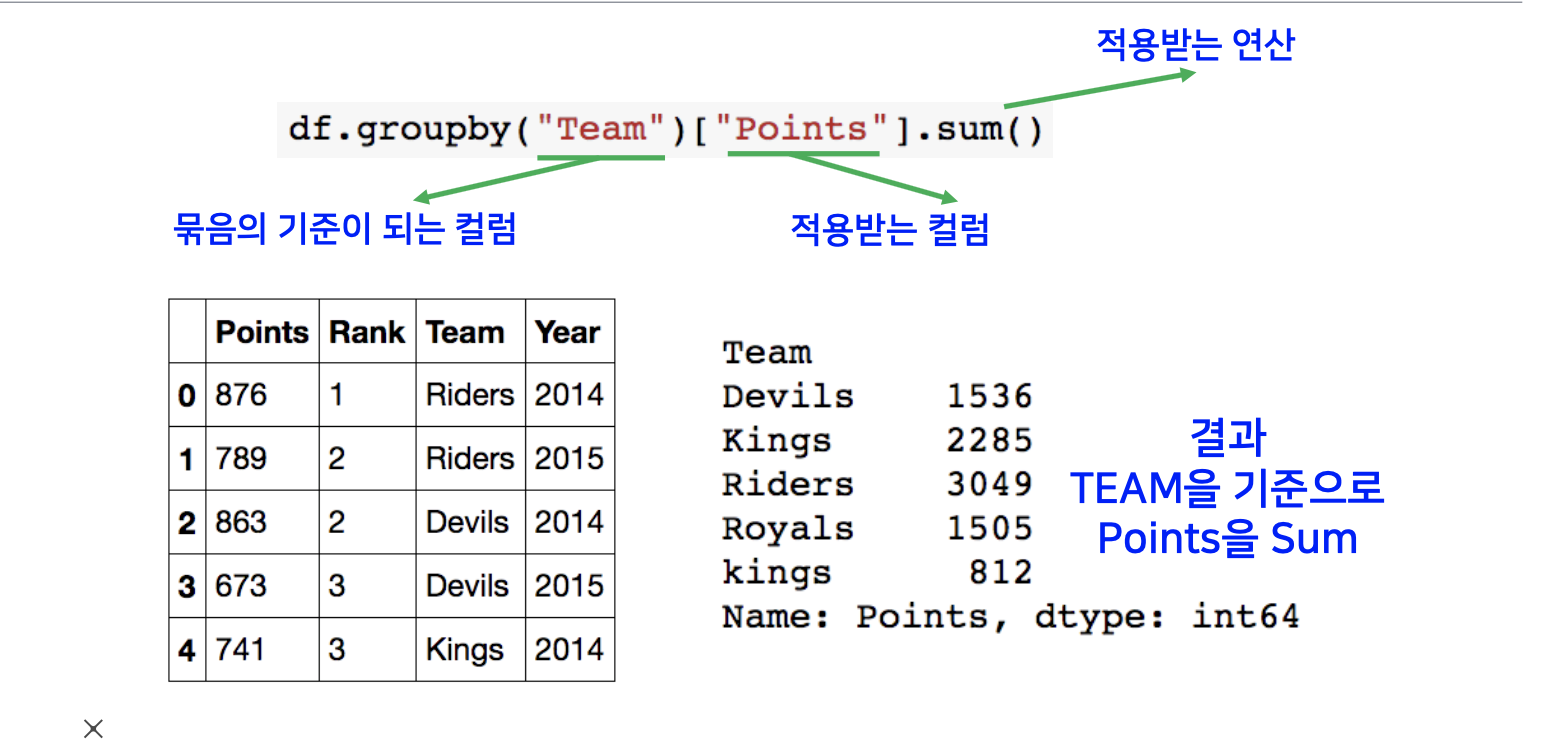 적용받는 연산
df.groupby("Team")["Points"].sum()
묶음의 기준이 되는 컬럼
적용받는 컬럼
Points Rank Team Year
0 876 1 Riders 2014
1 789 2 Riders 2015
2 863 2 Devils 2014
3 673 3 Devils 2015
4 741 3 Kings 2014
Team
Devils 1536
Kings 2285
Riders 3049
Royals 1505
kings 812
Name: Points, dtype: int64
결과
TEAM을 기준으로
Points을 Sum